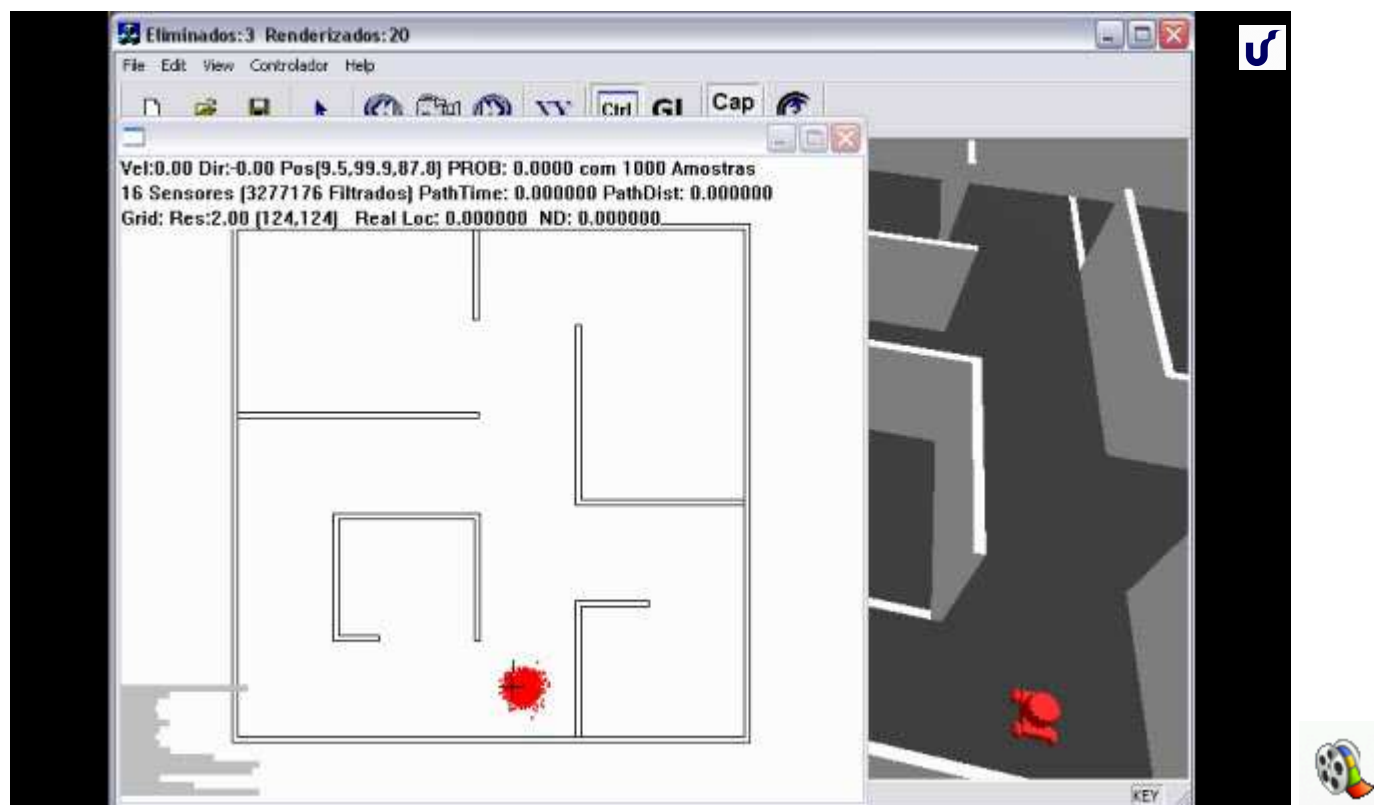 Eliminados:3 Renderizados:20
File Edit View Controlador Help
Ctrl GL Cap
Vel:0.00 Dir:-0.00 Pos(9.5,99.9,87.8) PROB: 0.0000 com 1000 Amostras
16 Sensores (3277176 Filtrados) PathTime: 0.000000 PathDist: 0.000000
Grid: Res:2.00 (124,124) Real Loc: 0.000000 ND: 0.000000
KEY